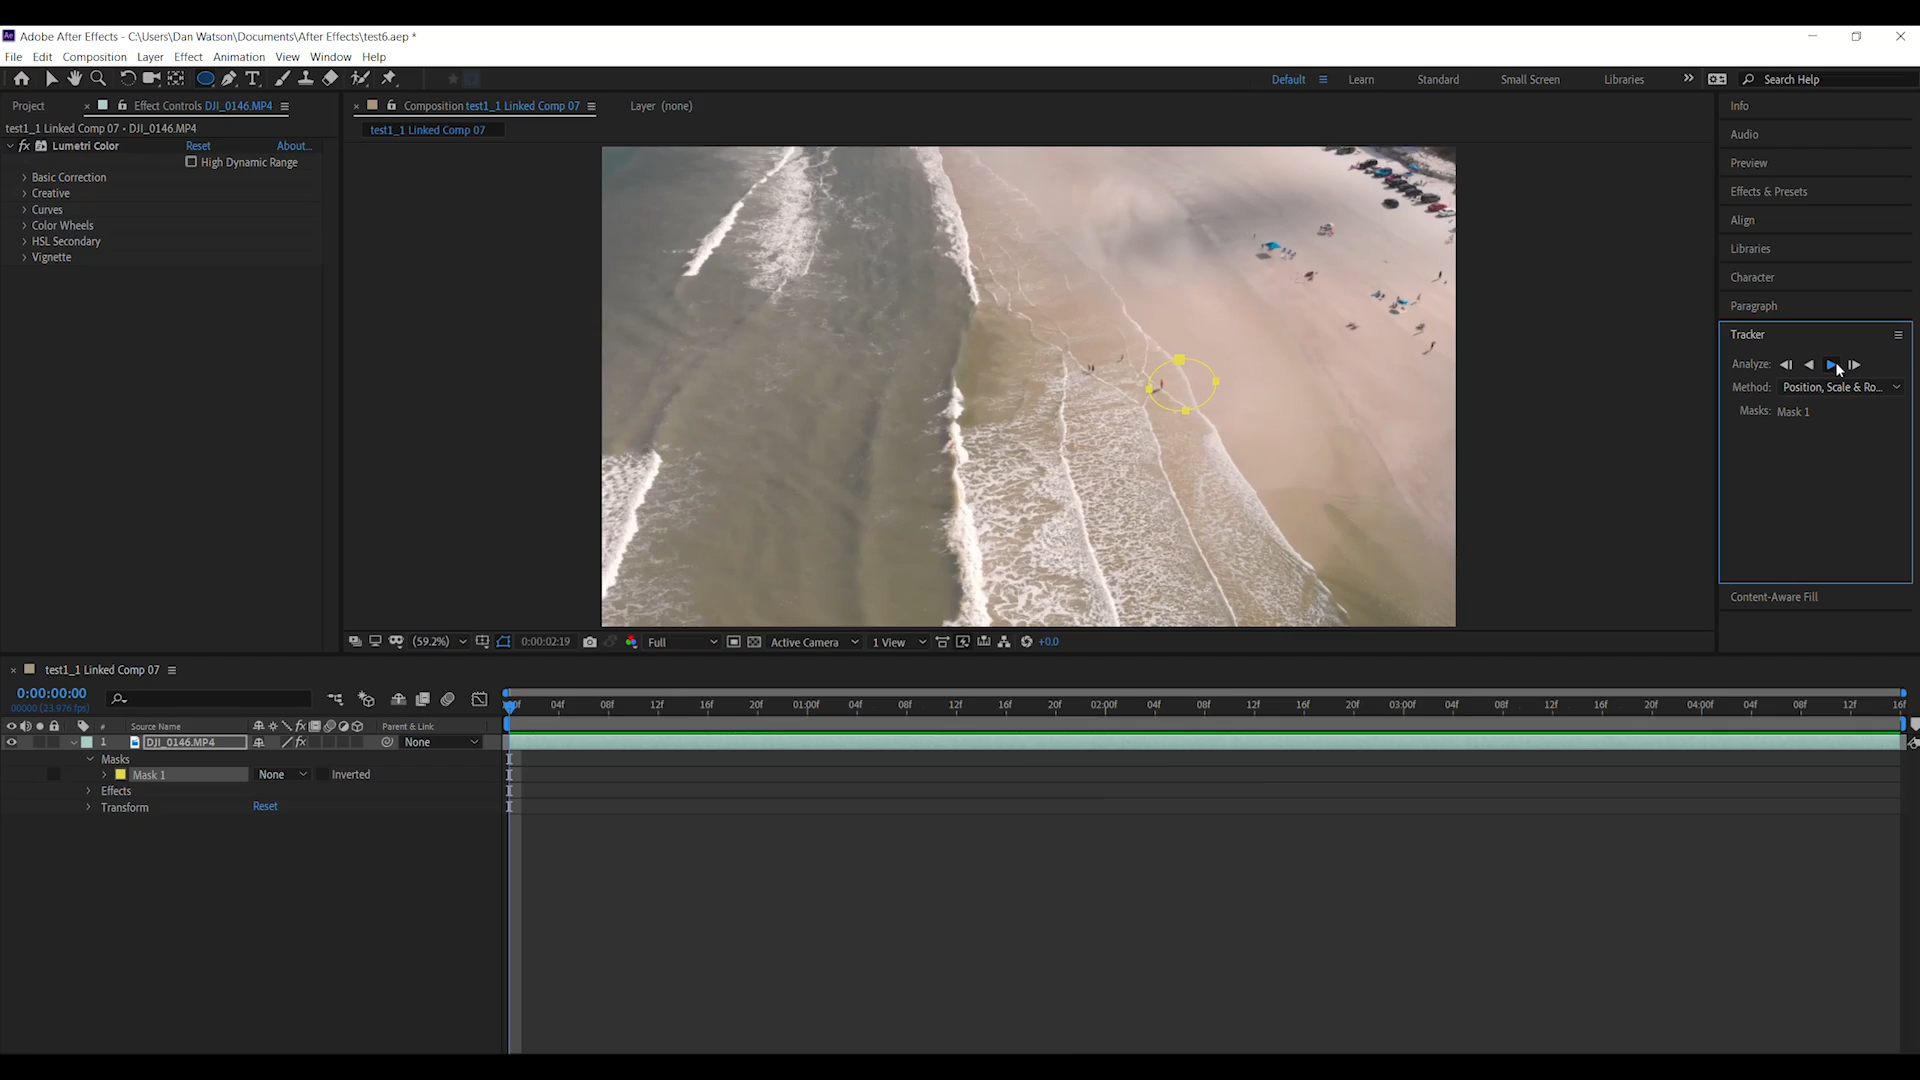 Ae Adobe After Effects - C:\Users\Dan Watson\Documents\After Effects\test6.aep *
File Edit Composition Layer Effect Animation View Window Help
Default Learn Standard Small Screen Libraries Search Help
Project Effect Controls DJI_0146.MP4 Composition test1_1 Linked Comp 07 Layer (none) Info
test1_1 Linked Comp 07 • DJI_0146.MP4 test1_1 Linked Comp 07
fx Lumetri Color Reset About...
High Dynamic Range
Basic Correction
Creative
Curves
Color Wheels
HSL Secondary
Vignette
Audio
Preview
Effects & Presets
Align
Libraries
Character
Paragraph
Tracker
Analyze:
Method: Position, Scale & Ro...
Masks: Mask 1
Content-Aware Fill
(59.2%) 0:00:02:19 Full Active Camera 1 View +0.0
test1_1 Linked Comp 07
0:00:00:00
00000 (23.976 fps)
04f 08f 12f 16f 20f 01:00f 04f 08f 12f 16f 20f 02:00f 04f 08f 12f 16f 20f 03:00f 04f 08f 12f 16f 20f 04:00f 04f 08f 12f 16f
# Source Name fx Parent & Link
1 DJI_0146.MP4 fx None
Masks
Mask 1 None Inverted
Effects
Transform Reset